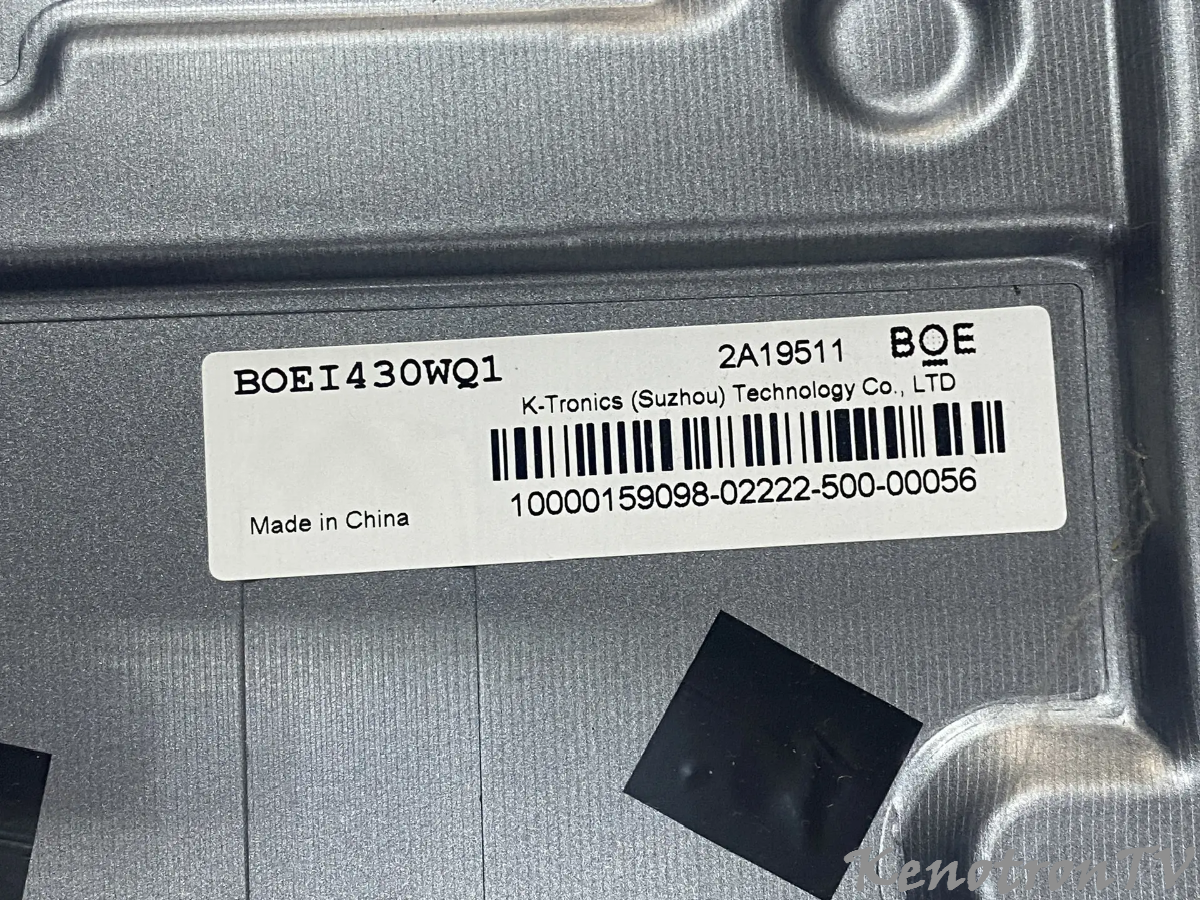 BOEI430WQ1 2A19511 BOE
K-Tronics (Suzhou) Technology Co., LTD
10000159098-02222-500-00056
Made in China
KenotronTV